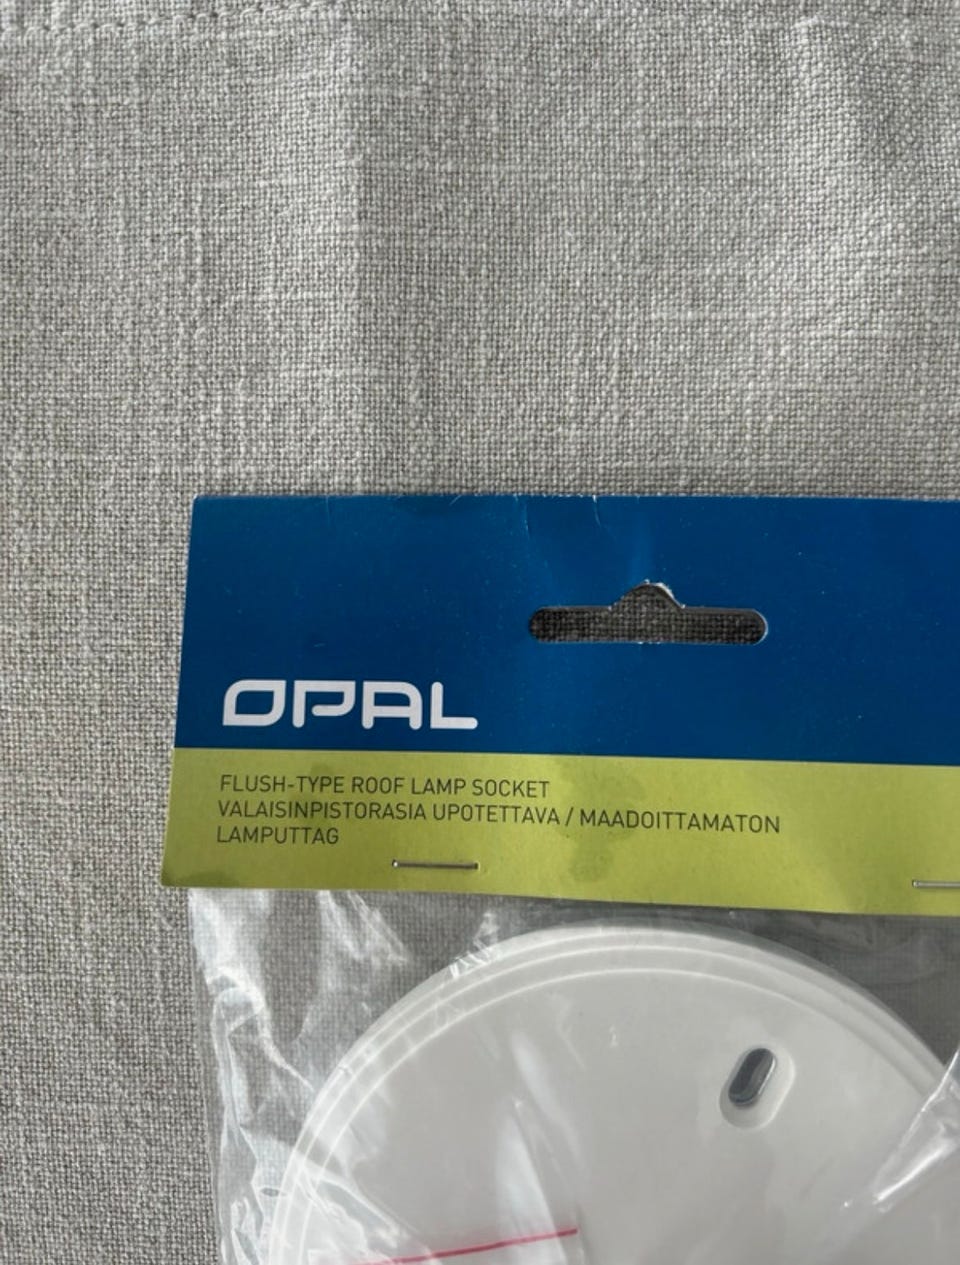 OPAL
FLUSH-TYPE ROOF LAMP SOCKET
VALAISINPISTORASIA UPOTETTAVA / MAADOITTAMATON
LAMPUTTAG